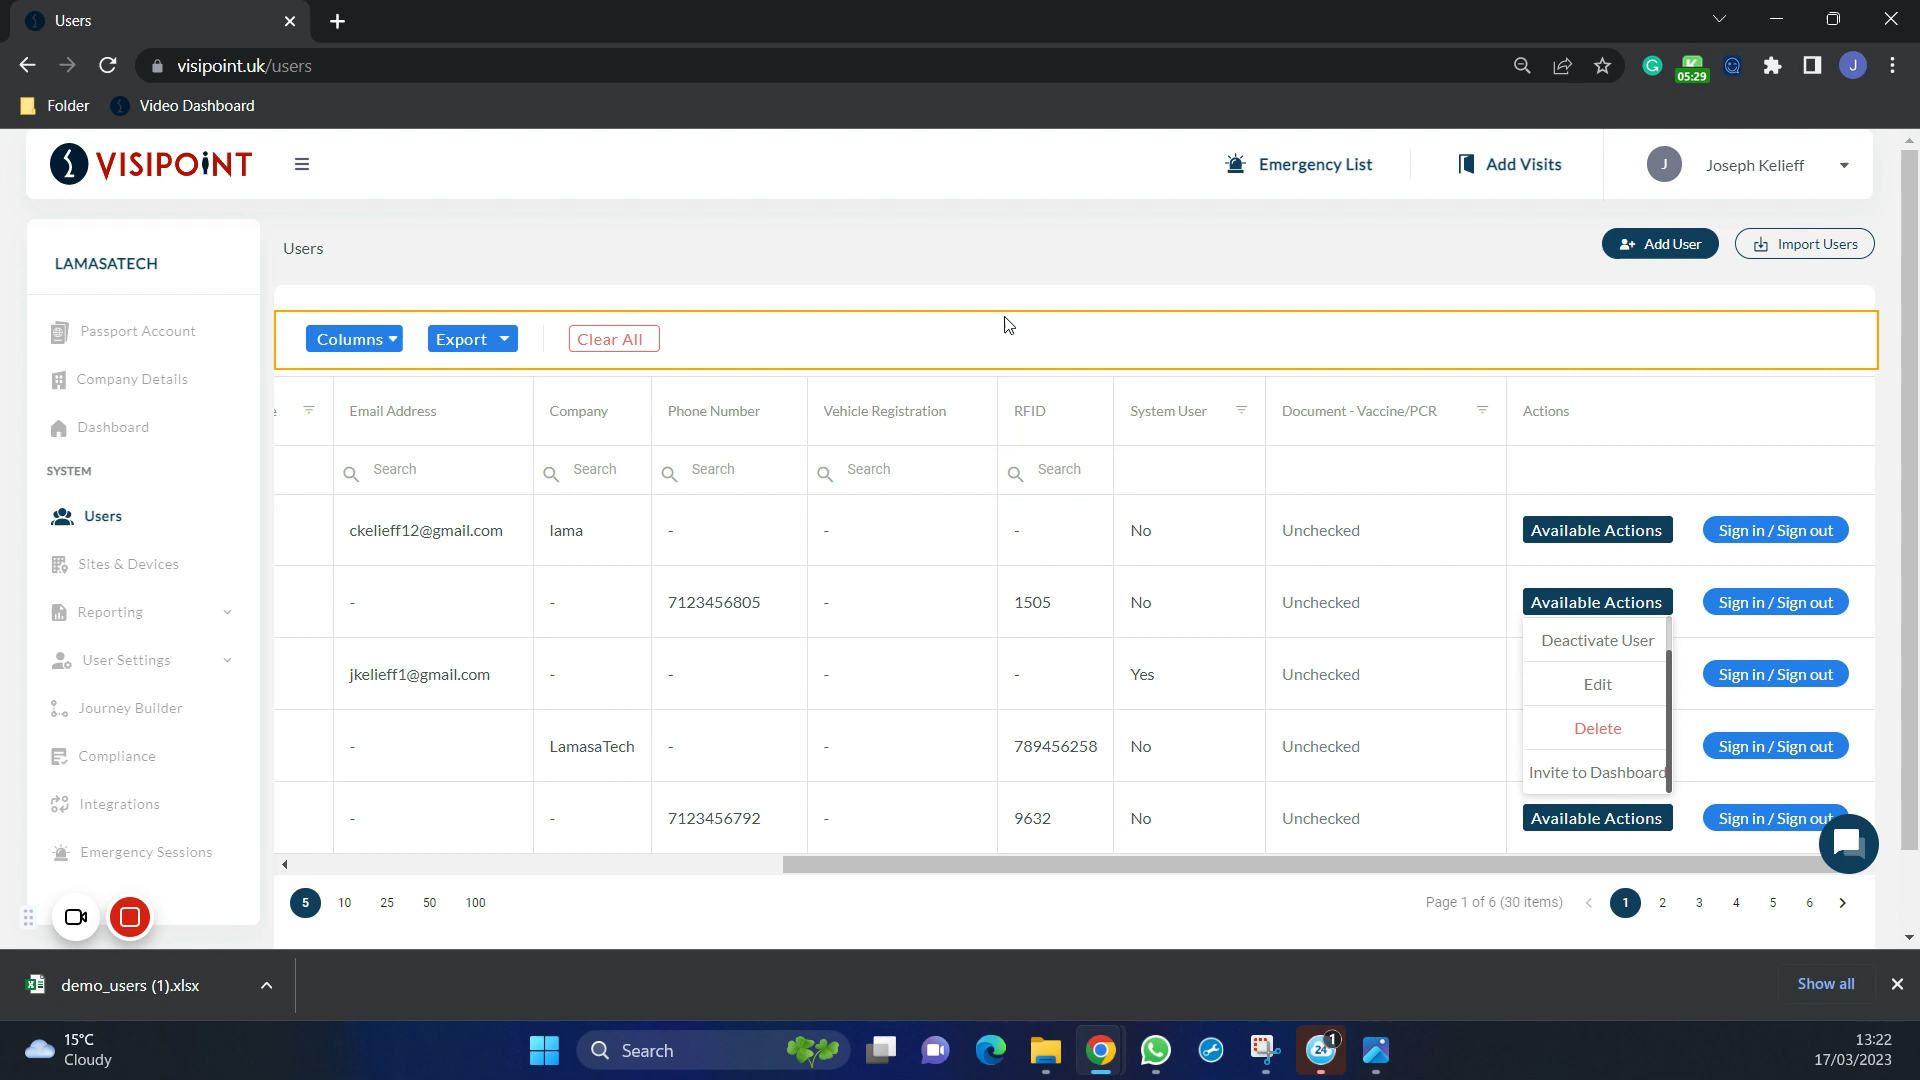 Users
visipoint.uk/users
05:29
J
Folder
Video Dashboard
VISIPOINT
Emergency List
Add Visits
J
Joseph Kelieff
LAMASATECH
Users
Add User
Import Users
Passport Account
Company Details
Dashboard
SYSTEM
Users
Sites & Devices
Reporting
User Settings
Journey Builder
Compliance
Integrations
Emergency Sessions
Columns
Export
Clear All
Email Address Company Phone Number Vehicle Registration RFID System User Document - Vaccine/PCR Actions
Search Search Search Search Search
ckelieff12@gmail.com lama - - - No Unchecked Available Actions Sign in / Sign out
- - 7123456805 - 1505 No Unchecked Available Actions Sign in / Sign out
Deactivate User
jkelieff1@gmail.com - - - - Yes Unchecked Sign in / Sign out
Edit
Delete
- LamasaTech - - 789456258 No Unchecked Sign in / Sign out
Invite to Dashboard
- - 7123456792 - 9632 No Unchecked Available Actions Sign in / Sign out
5 10 25 50 100
Page 1 of 6 (30 items) 1 2 3 4 5 6
demo_users (1).xlsx
Show all
15°C
Cloudy
Search
24
1
13:22
17/03/2023